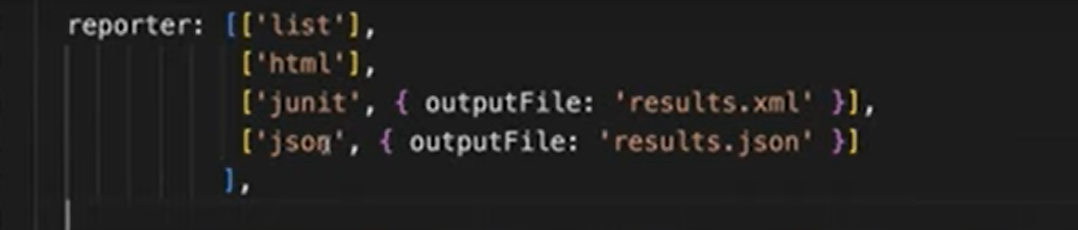 reporter: [['list'],
['html'],
['junit', { outputFile: 'results.xml' }],
['json', { outputFile: 'results.json' }]
],